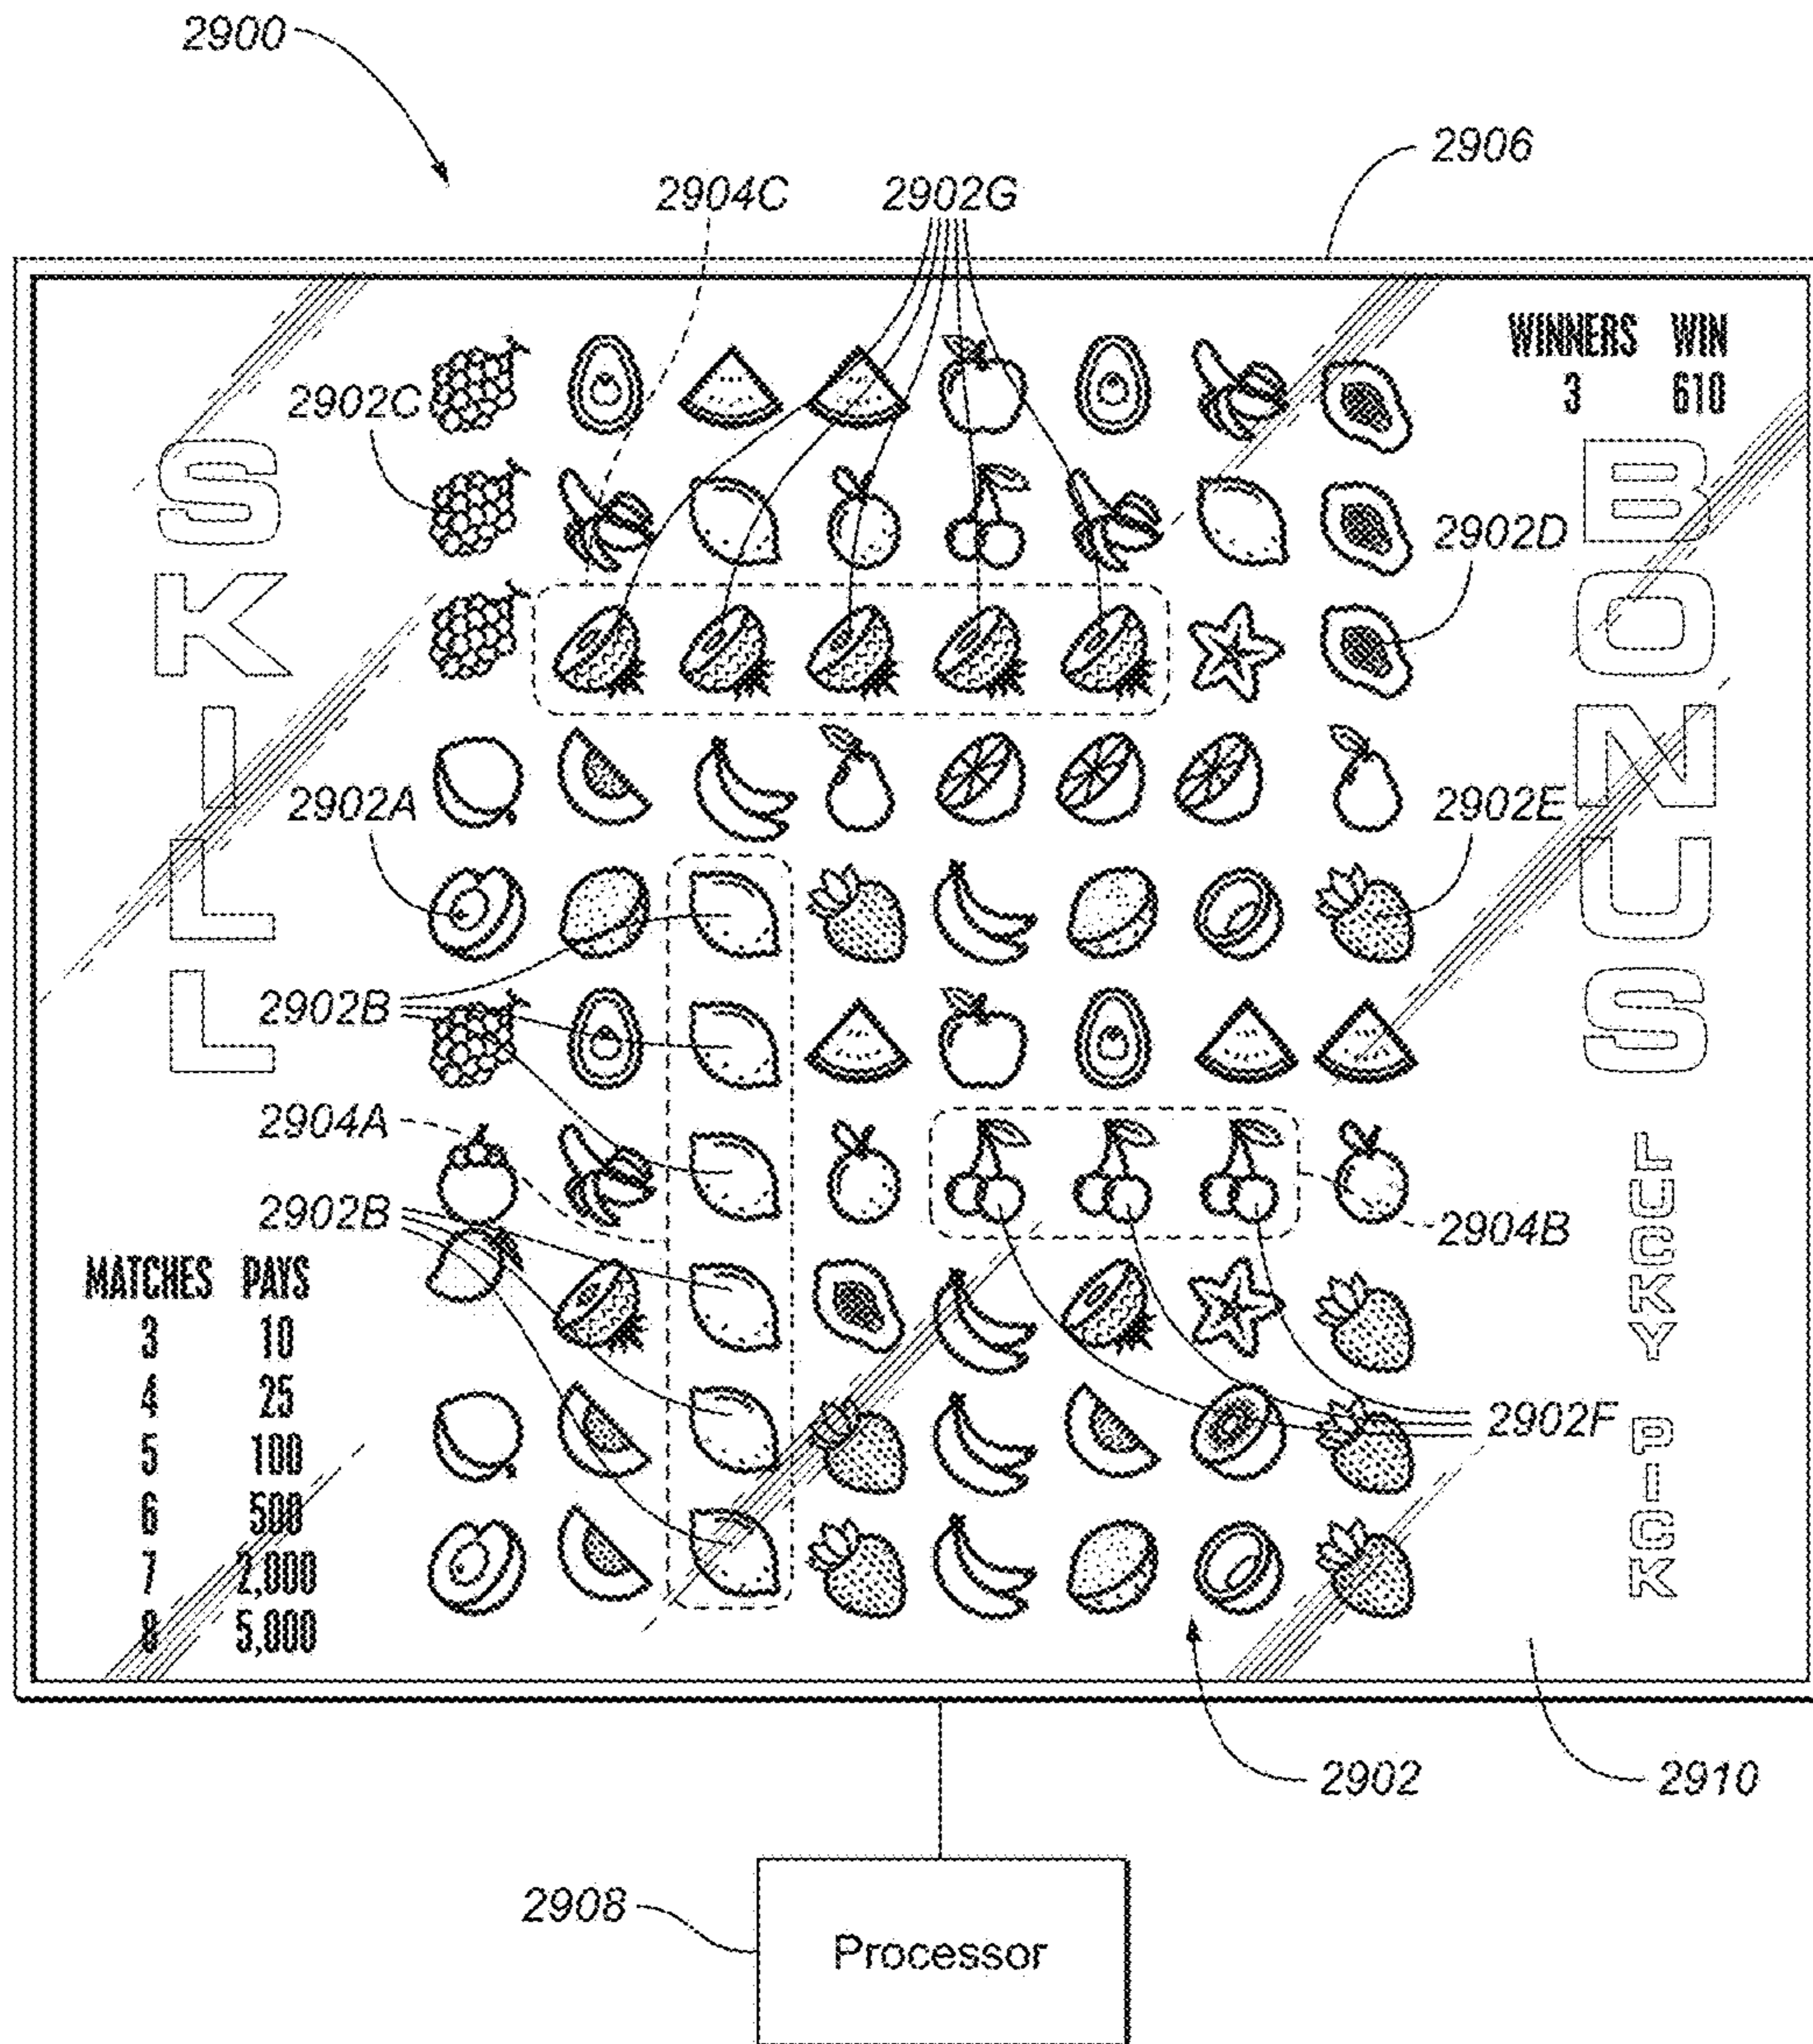 2900
2906
2904C
2902G
WINNERS WIN
3 610
2902C
SKILL
BONUS
2902D
2902A
2902E
2902B
2904A
2902B
2904B
LUCKY PICK
MATCHES PAYS
3 10
4 25
5 100
6 500
7 2,000
8 5,000
2902F
2902
2910
2908
Processor